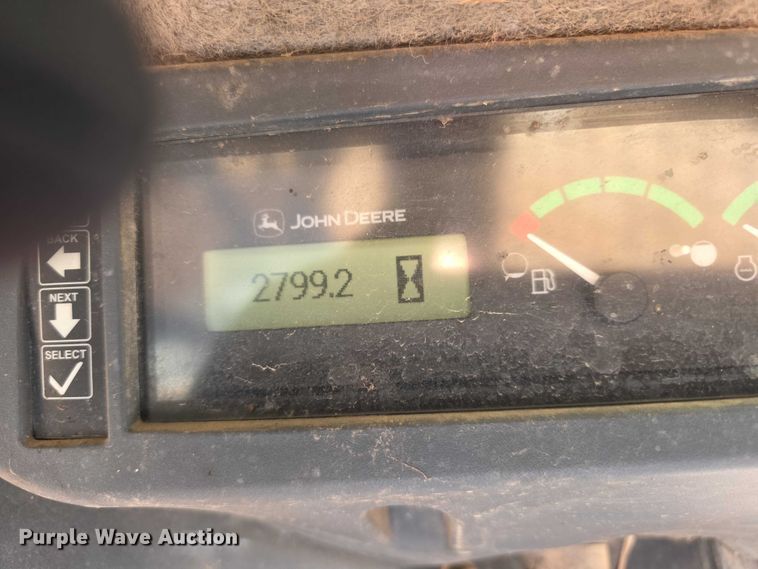 JOHN DEERE
2799.2
BACK
NEXT
SELECT
Purple Wave Auction